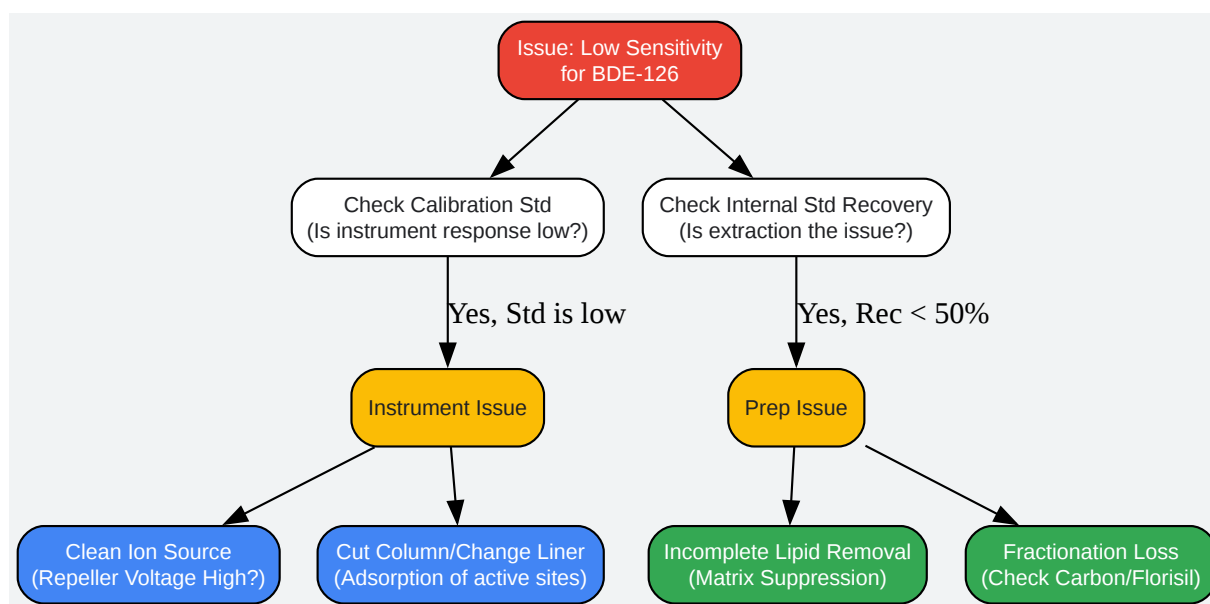 Issue: Low Sensitivity
for BDE-126
Check Calibration Std
(Is instrument response low?)
Check Internal Std Recovery
(Is extraction the issue?)
Yes, Std is low
Yes, Rec < 50%
Instrument Issue
Prep Issue
Clean Ion Source
(Repeller Voltage High?)
Cut Column/Change Liner
(Adsorption of active sites)
Incomplete Lipid Removal
(Matrix Suppression)
Fractionation Loss
(Check Carbon/Florisil)